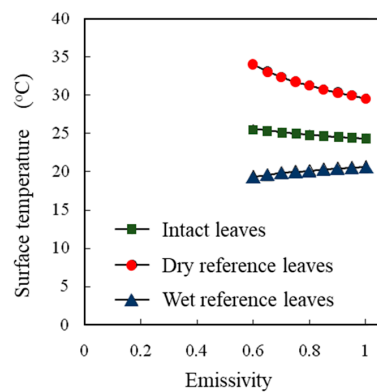 40
35
30
25
20
15
10
5
0
Surface temperature (°C)
Intact leaves
Dry reference leaves
Wet reference leaves
0 0.2 0.4 0.6 0.8 1
Emissivity